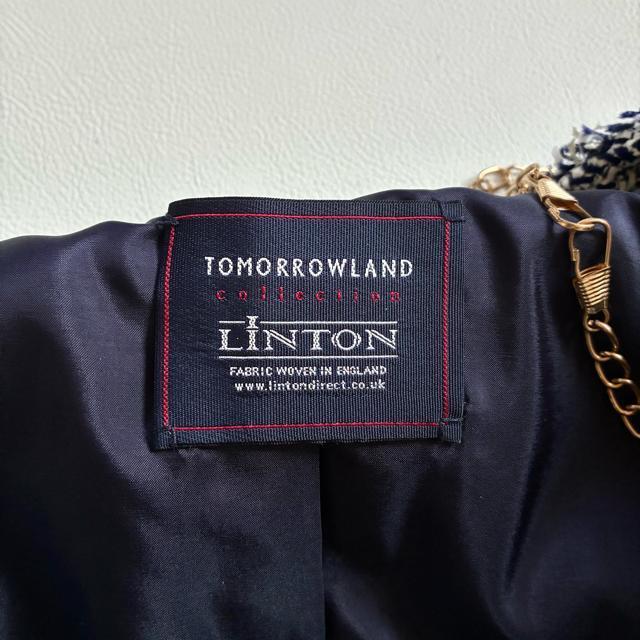 TOMORROWLAND
collection
LINTON
FABRIC WOVEN IN ENGLAND
www.lintondirect.co.uk